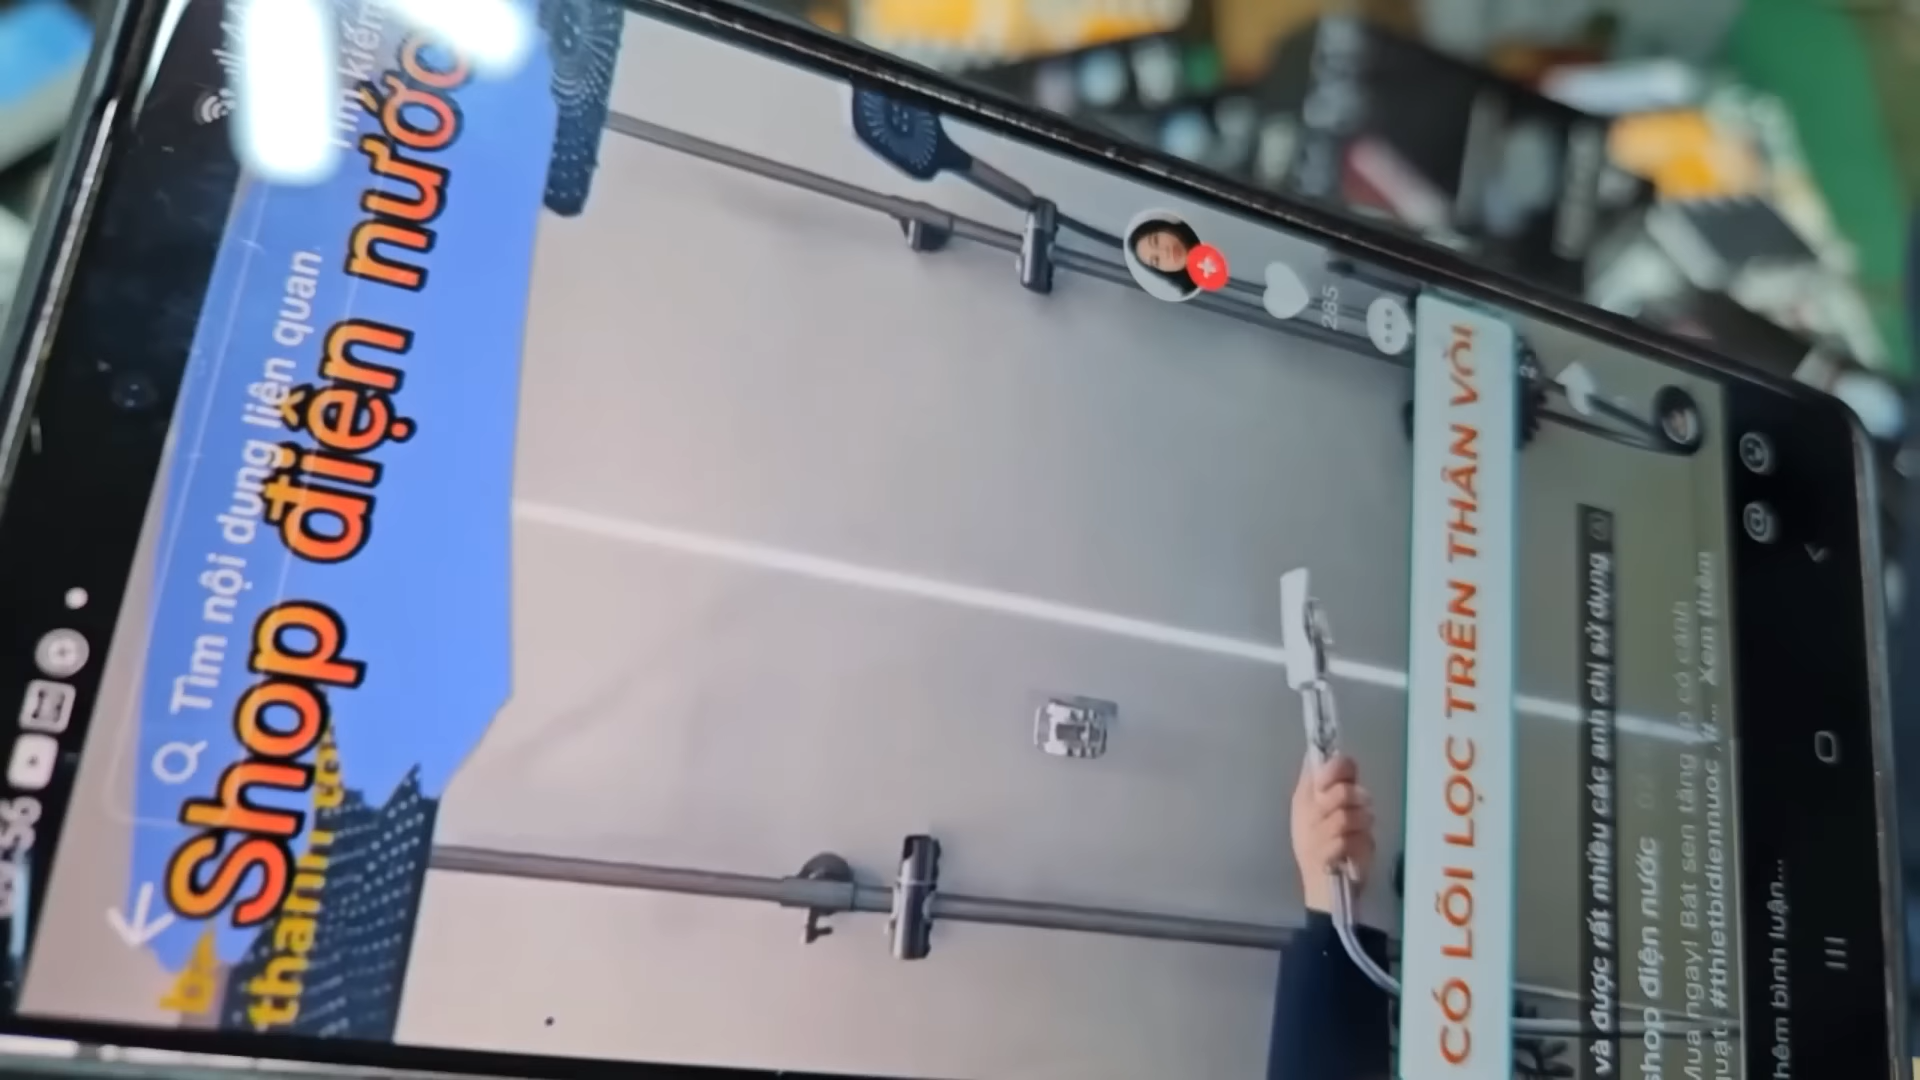 Tìm kiếm
Tìm nội dung liên quan
Shop điện nước
thanh
285
CÓ LÕI LỌC TRÊN THÂN VÒI
và được rất nhiều các anh chị sử dụng
shop điện nước
Mua ngay! Bát sen tăng áp có cánh
quạt, #thietbidiennuoc ,#... Xem thêm
thêm bình luận...